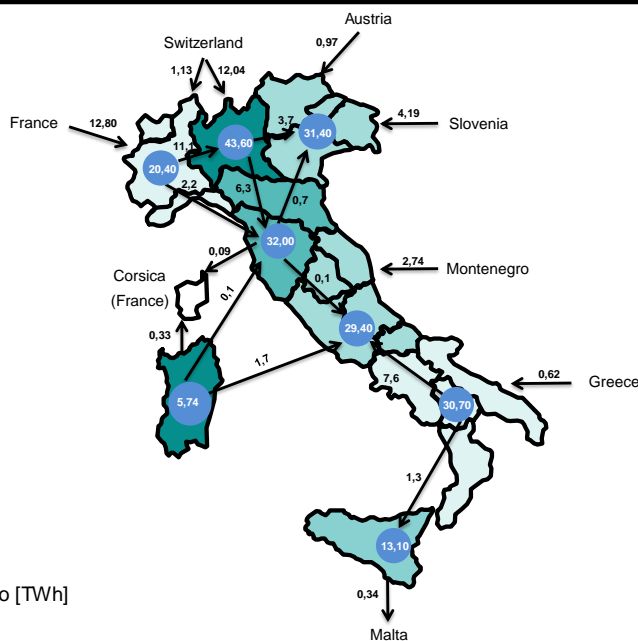 Austria
Switzerland
0,97
1,13
12,04
France
12,80
4,19
Slovenia
3,7
31,40
11,1
43,60
20,40
2,2
6,3
0,7
32,00
0,09
2,74
Montenegro
Corsica
(France)
0,1
0,1
0,33
29,40
1,7
7,6
0,62
Greece
5,74
30,70
1,3
13,10
0,34
o [TWh]
Malta